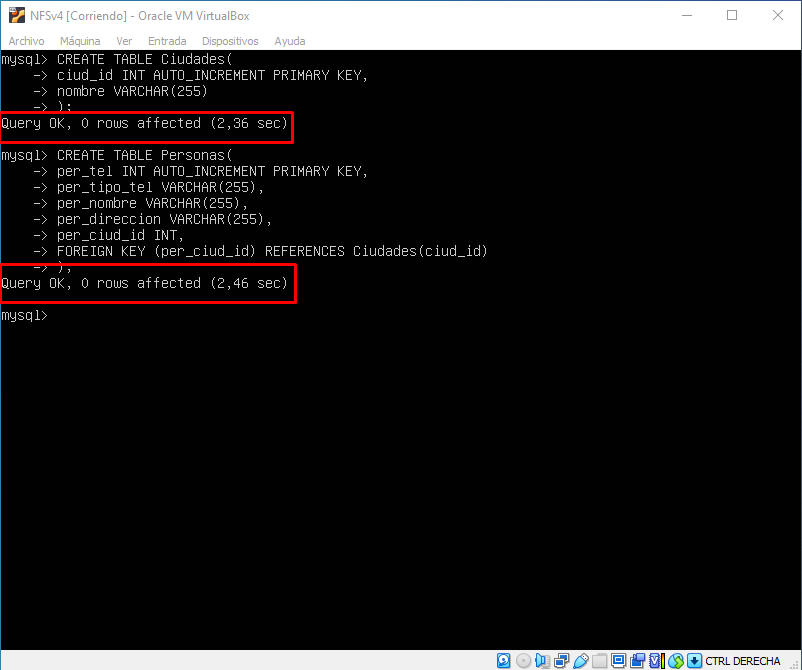 NFSv4 [Corriendo] - Oracle VM VirtualBox
Archivo Máquina Ver Entrada Dispositivos Ayuda
mysql> CREATE TABLE Ciudades(
-> ciud_id INT AUTO_INCREMENT PRIMARY KEY,
-> nombre VARCHAR(255)
-> );
Query OK, 0 rows affected (2,36 sec)
mysql> CREATE TABLE Personas(
-> per_tel INT AUTO_INCREMENT PRIMARY KEY,
-> per_tipo_tel VARCHAR(255),
-> per_nombre VARCHAR(255),
-> per_direccion VARCHAR(255),
-> per_ciud_id INT,
-> FOREIGN KEY (per_ciud_id) REFERENCES Ciudades(ciud_id)
-> );
Query OK, 0 rows affected (2,46 sec)
mysql>
CTRL DERECHA